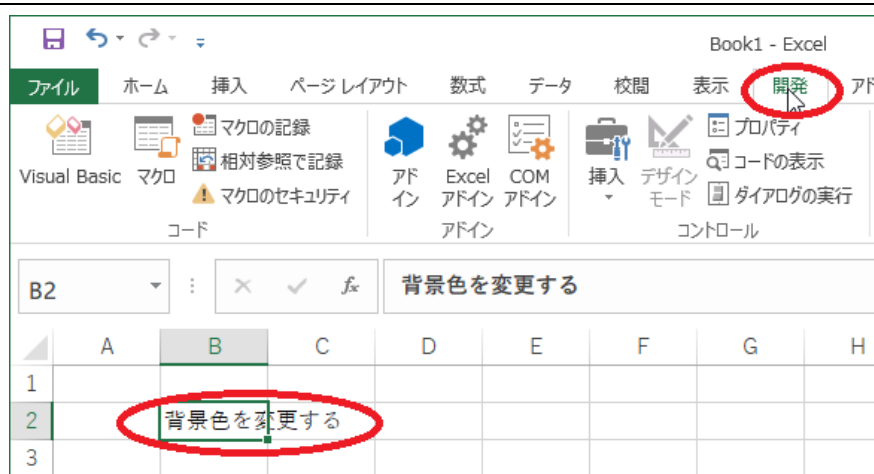 Book1 - Excel
ファイル ホーム 挿入 ページ レイアウト 数式 データ 校閲 表示 開発 アド
Visual Basic マクロ マクロの記録 相対参照で記録 マクロのセキュリティ
アド イン Excel アドイン COM アドイン
挿入 デザイン モード プロパティ コードの表示 ダイアログの実行
コード アドイン コントロール
B2 fx 背景色を変更する
A B C D E F G H
1
2 背景色を変更する
3